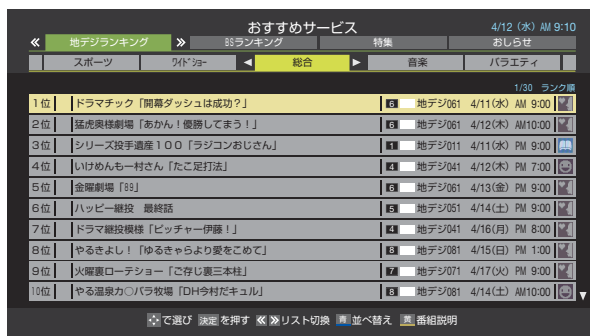 おすすめサービス 4/12（水）AM 9:10
≪ 地デジランキング ≫ BSランキング 特集 おしらせ
スポーツ ワイドショー ◀ 総合 ▶ 音楽 バラエティ
1/30 ランク順
1位 ドラマチック「開幕ダッシュは成功？」 6 地デジ061 4/11(水) AM 9:00
2位 猛虎奥様劇場「あかん！優勝してまう！」 6 地デジ061 4/12(木) AM10:00
3位 シリーズ野球遺産100「ラジコンおじさん」 1 地デジ011 4/11(水) PM 9:00
4位 いけめんも一村さん「たこ足打法」 4 地デジ041 4/12(木) PM 7:00
5位 金曜劇場「89」 6 地デジ061 4/13(金) PM 9:00
6位 ハッピー継投 最終話 5 地デジ051 4/14(土) PM 9:00
7位 ドラマ継投模様「ピッチャー伊藤！」 4 地デジ041 4/16(月) PM 8:00
8位 やるきよし！「ゆるきゃらより愛をこめて」 8 地デジ081 4/15(日) PM 1:00
9位 火曜裏ローテショー「ご存じ裏三本柱」 7 地デジ071 4/17(火) PM 9:00
10位 やる温泉カ○パラ牧場「DH今村だキュル」 8 地デジ081 4/14(土) AM10:00
で選び 決定 を押す ≪ ≫ リスト切換 青 並べ替え 黄 番組説明